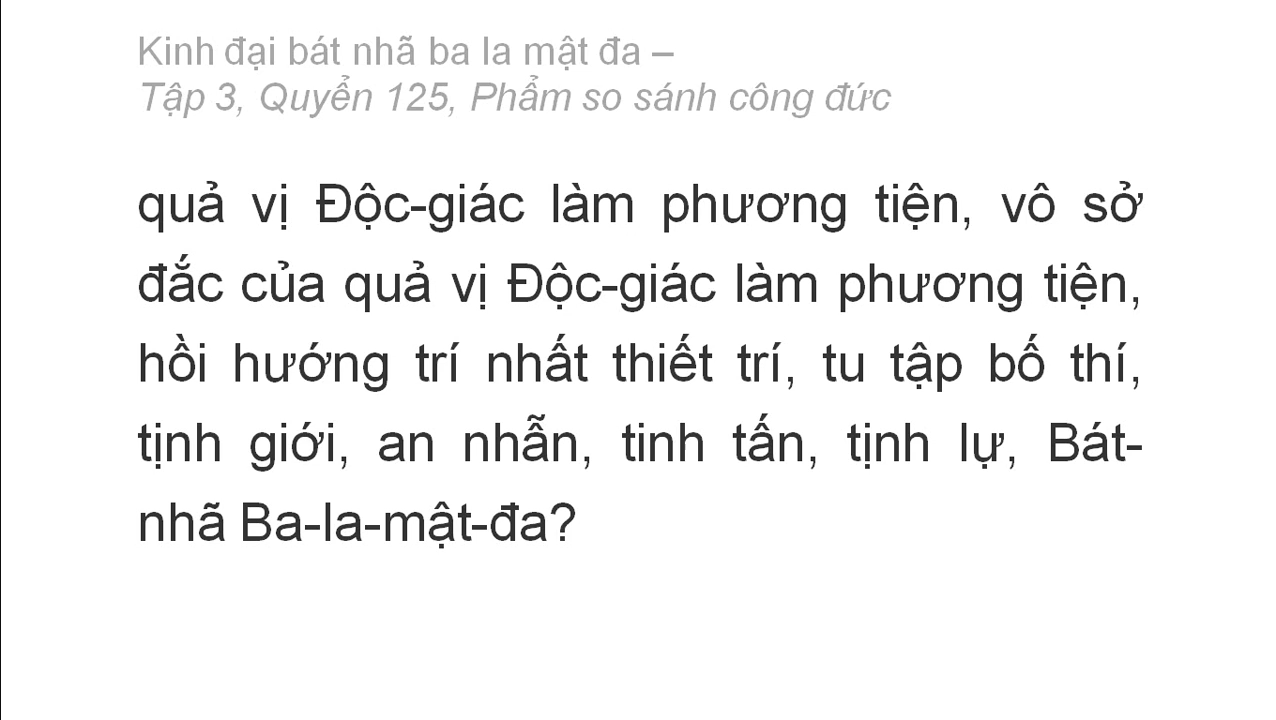 Kinh đại bát nhã ba la mật đa –
Tập 3, Quyển 125, Phẩm so sánh công đức
quả vị Độc-giác làm phương tiện, vô sở
đắc của quả vị Độc-giác làm phương tiện,
hồi hướng trí nhất thiết trí, tu tập bố thí,
tịnh giới, an nhẫn, tinh tấn, tịnh lự, Bát-
nhã Ba-la-mật-đa?